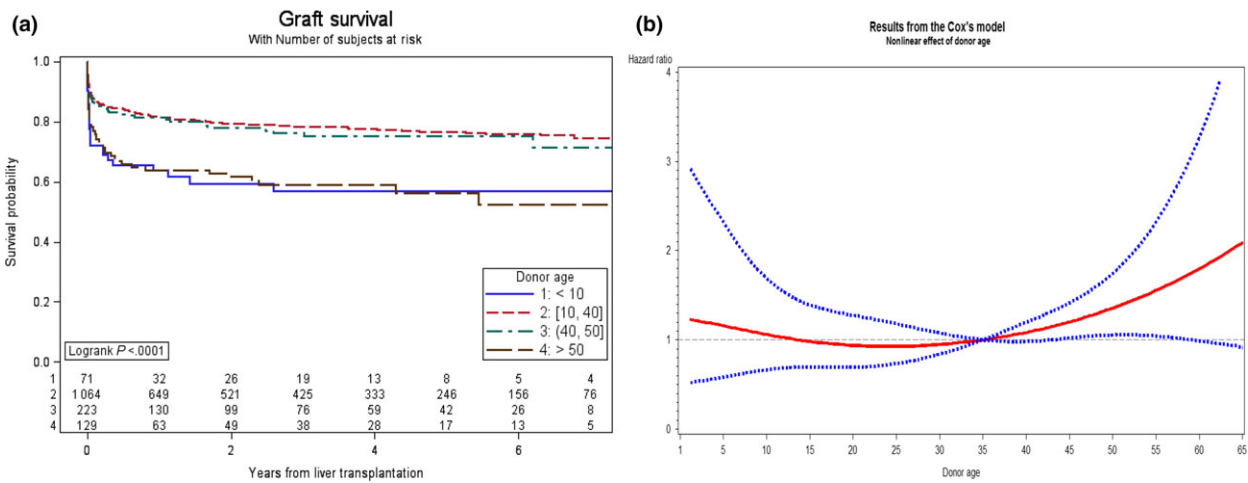 (a)
Graft survival
With Number of subjects at risk
Survival probability
1.0
0.8
0.6
0.4
0.2
0.0
Donor age
1: < 10
2: [10, 40]
3: (40, 50]
4: > 50
Logrank P <.0001
1 71 32 26 19 13 8 5 4
2 1 064 649 521 425 333 246 156 76
3 223 130 99 76 59 42 26 8
4 129 63 49 38 28 17 13 5
0 2 4 6
Years from liver transplantation
(b)
Results from the Cox's model
Nonlinear effect of donor age
Hazard ratio
4
3
2
1
0
1 5 10 15 20 25 30 35 40 45 50 55 60 65
Donor age